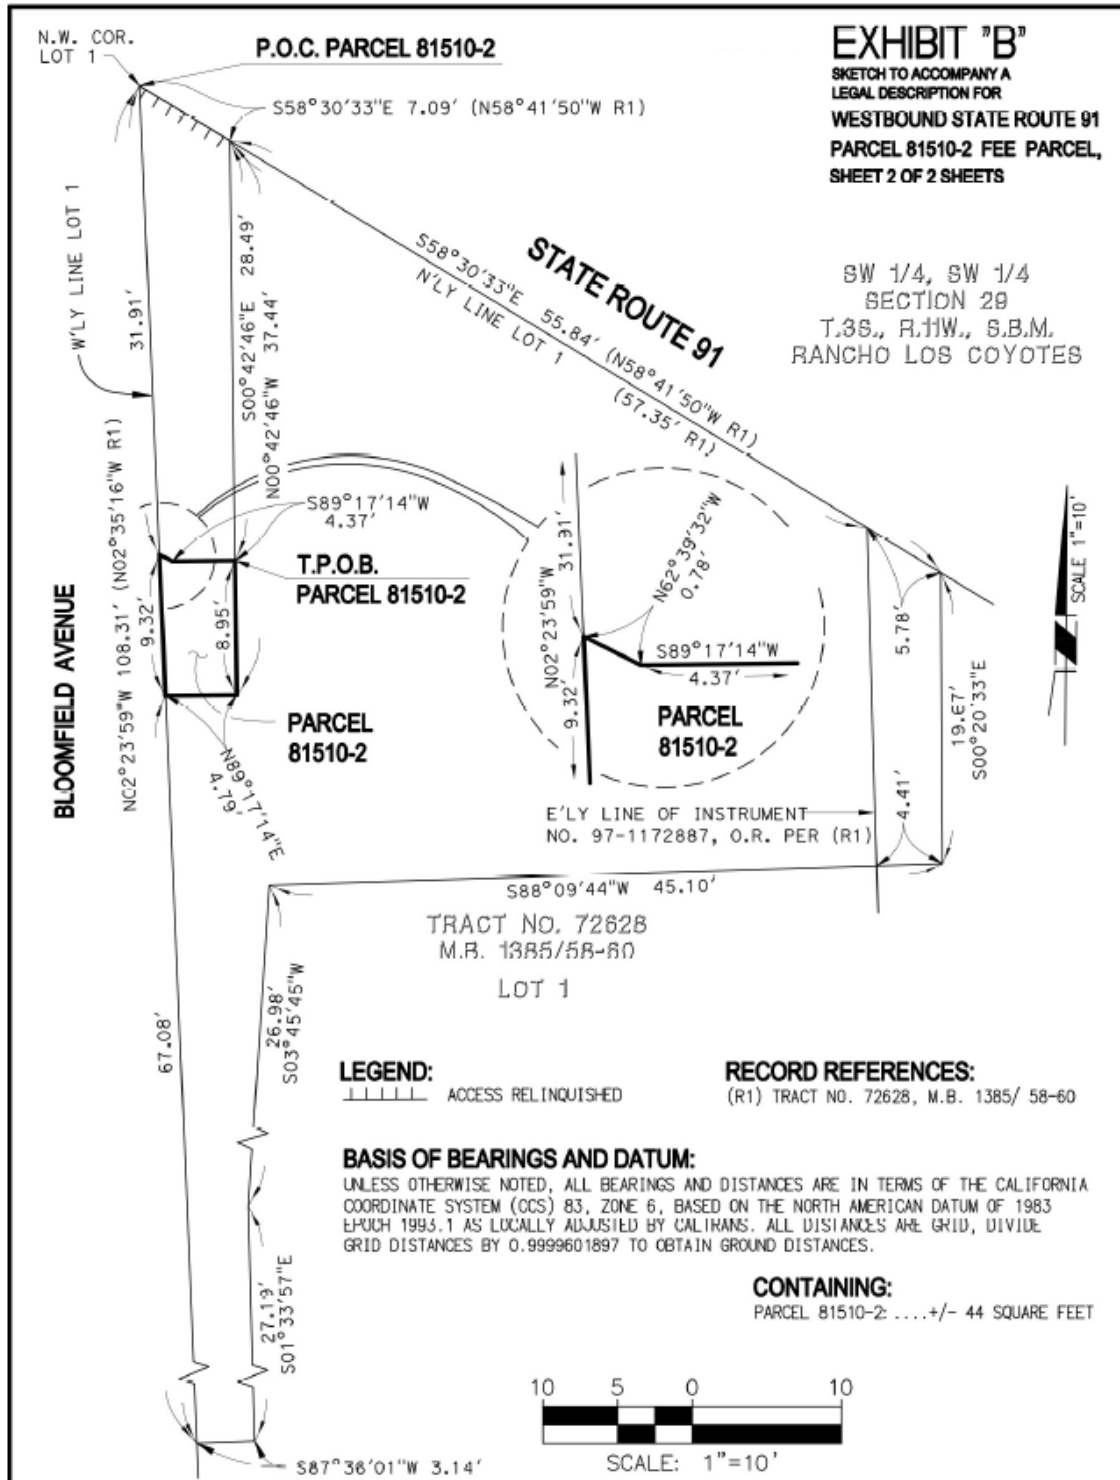 N.W. COR.
LOT 1
P.O.C. PARCEL 81510-2
S58°30'33"E 7.09' (N58°41'50"W R1)
EXHIBIT "B"
SKETCH TO ACCOMPANY A
LEGAL DESCRIPTION FOR
WESTBOUND STATE ROUTE 91
PARCEL 81510-2 FEE PARCEL,
SHEET 2 OF 2 SHEETS
SW 1/4, SW 1/4
SECTION 29
T.3S., R.11W., S.B.M.
RANCHO LOS COYOTES
W'LY LINE LOT 1
31.91'
S00°42'46"E 28.49'
N00°42'46"W 37.44'
STATE ROUTE 91
S58°30'33"E 55.84' (N58°41'50"W R1)
N'LY LINE LOT 1
(57.35' R1)
S89°17'14"W
4.37'
T.P.O.B.
PARCEL 81510-2
BLOOMFIELD AVENUE
NC2°23'59"W 108.31' (N02°35'16"W R1)
9.32'
8.95'
PARCEL
81510-2
N89°17'14"E
4.79'
31.91'
N02°23'59"W
9.32'
N62°39'32"W
0.78'
S89°17'14"W
4.37'
PARCEL
81510-2
5.78'
19.E7'
S00°20'33"E
4.41'
SCALE 1"=10'
E'LY LINE OF INSTRUMENT
NO. 97-1172887, O.R. PER (R1)
S88°09'44"W 45.10'
TRACT NO. 72628
M.B. 1385/58-60
LOT 1
67.08'
26.98'
S03°45'45"W
LEGEND:
ACCESS RELINQUISHED
RECORD REFERENCES:
(R1) TRACT NO. 72628, M.B. 1385/ 58-60
BASIS OF BEARINGS AND DATUM:
UNLESS OTHERWISE NOTED, ALL BEARINGS AND DISTANCES ARE IN TERMS OF THE CALIFORNIA
COORDINATE SYSTEM (CCS) 83, ZONE 6, BASED ON THE NORTH AMERICAN DATUM OF 1983
EPOCH 1993.1 AS LOCALLY ADJUSTED BY CALTRANS. ALL DISTANCES ARE GRID, DIVIDE
GRID DISTANCES BY 0.9999601897 TO OBTAIN GROUND DISTANCES.
27.19'
S01°33'57"E
CONTAINING:
PARCEL 81510-2: ....+/- 44 SQUARE FEET
10 5 0 10
SCALE: 1"=10'
S87°36'01"W 3.14'